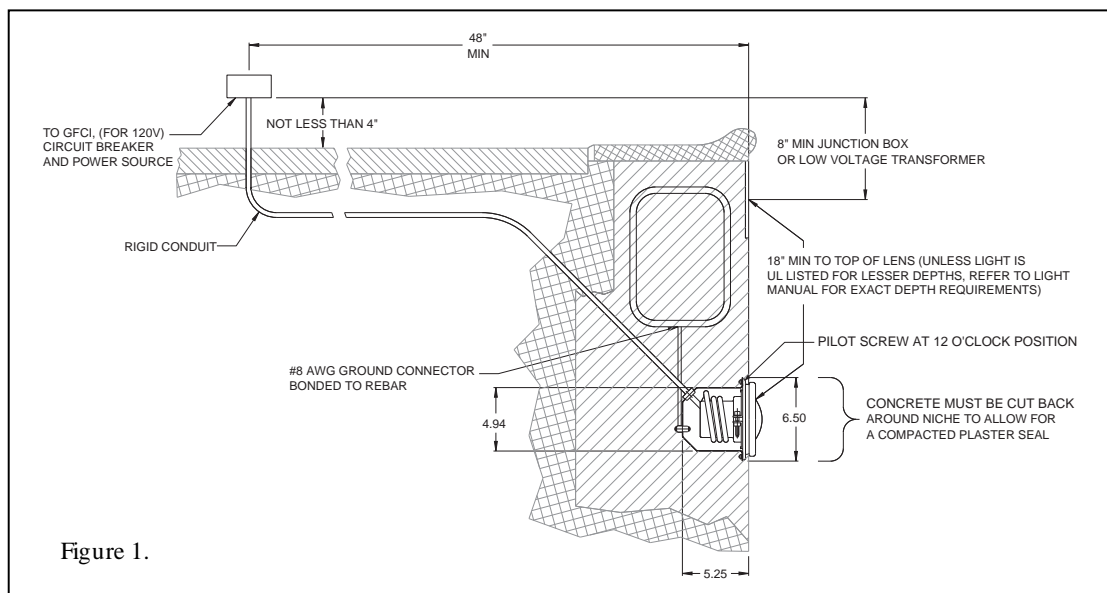 48"
MIN
TO GFCI, (FOR 120V)
CIRCUIT BREAKER
AND POWER SOURCE
NOT LESS THAN 4"
8" MIN JUNCTION BOX
OR LOW VOLTAGE TRANSFORMER
RIGID CONDUIT
18" MIN TO TOP OF LENS (UNLESS LIGHT IS
UL LISTED FOR LESSER DEPTHS, REFER TO LIGHT
MANUAL FOR EXACT DEPTH REQUIREMENTS)
PILOT SCREW AT 12 O'CLOCK POSITION
#8 AWG GROUND CONNECTOR
BONDED TO REBAR
4.94
6.50
CONCRETE MUST BE CUT BACK
AROUND NICHE TO ALLOW FOR
A COMPACTED PLASTER SEAL
5.25
Figure 1.